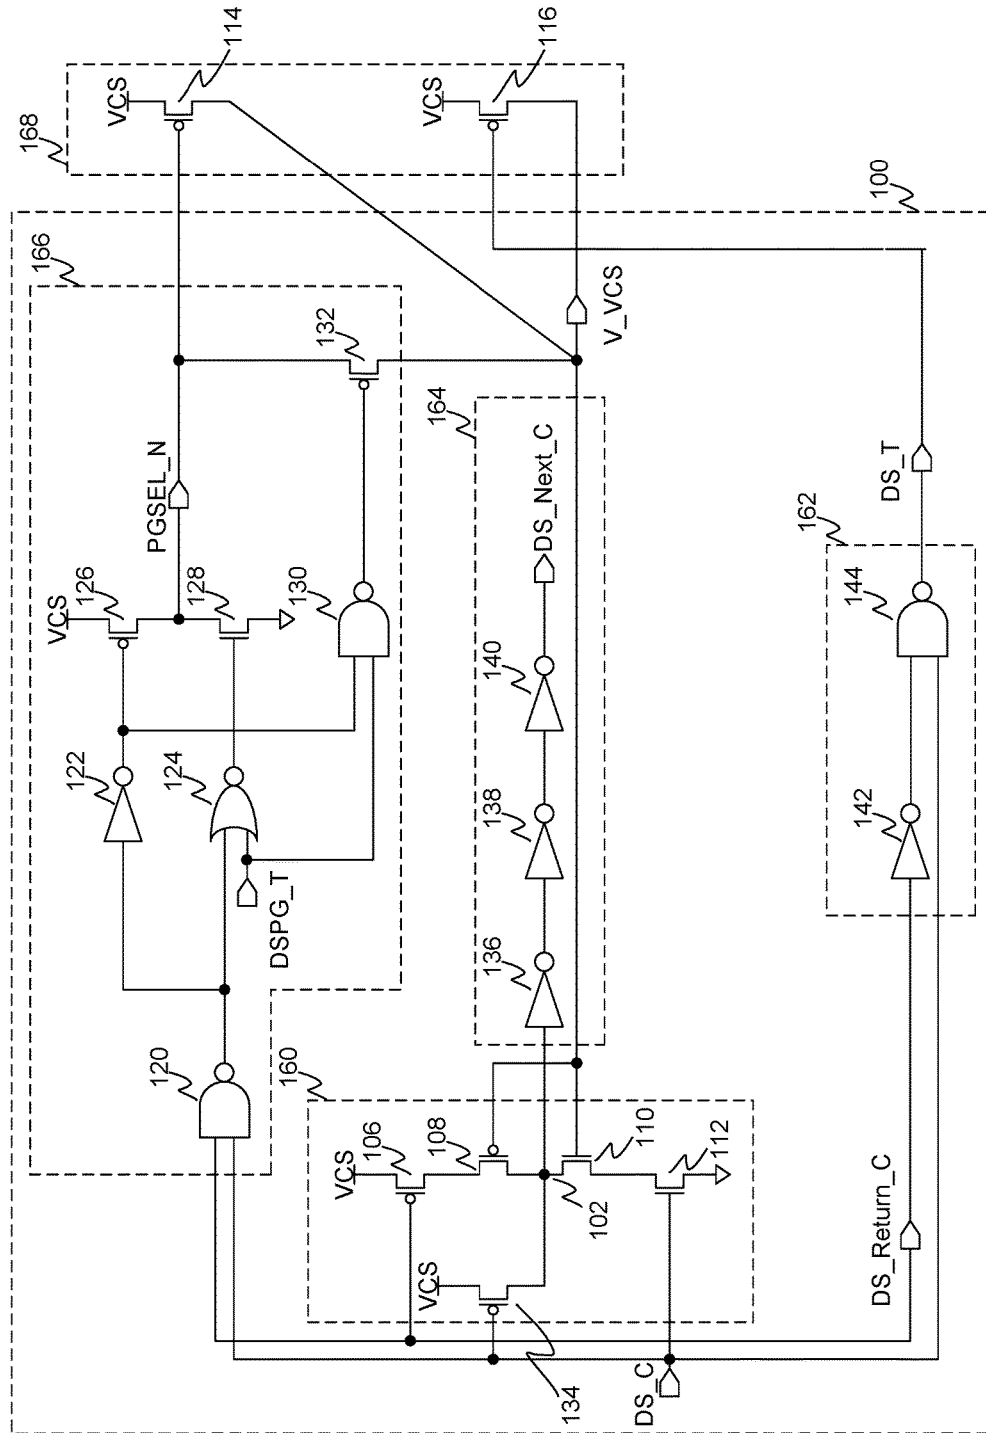 114
116
VCS
VCS
168
100
166
132
V_VCS
164
PGSEL_N
DS_Next_C
DS_T
162
VCS
126
128
130
144
140
122
124
138
142
DSPG_T
136
120
160
106
108
110
112
VCS
102
DS_Return_C
VCS
134
DS_C